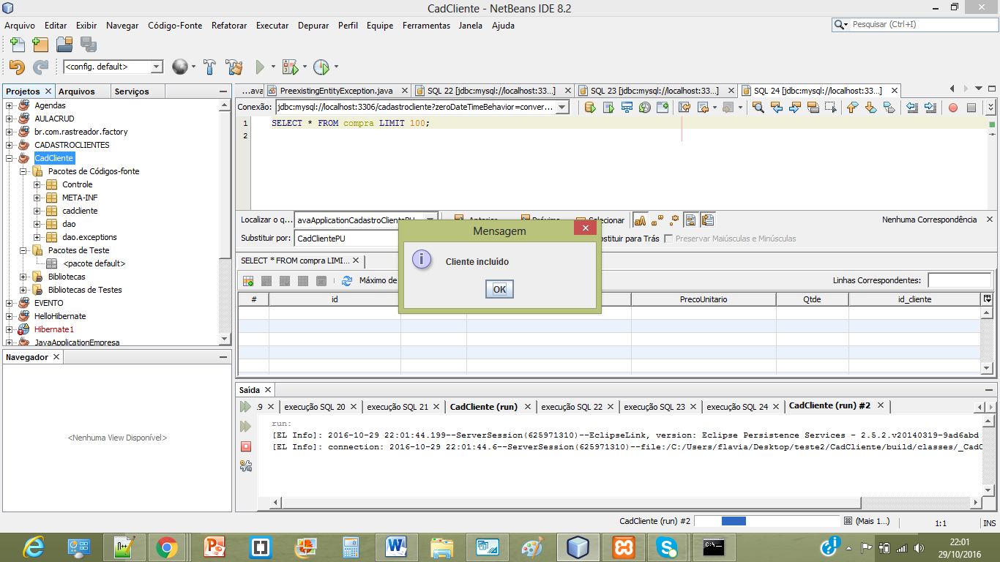 CadCliente - NetBeans IDE 8.2
Arquivo Editar Exibir Navegar Código-Fonte Refatorar Executar Depurar Perfil Equipe Ferramentas Janela Ajuda
Pesquisar (Ctrl+I)
<config. default>
Projetos Arquivos Serviços
Agendas
AULACRUD
br.com.rastreador.factory
CADASTROCLIENTES
CadCliente
Pacotes de Códigos-fonte
Controle
META-INF
cadcliente
dao
dao.exceptions
Pacotes de Teste
<pacote default>
Bibliotecas
Bibliotecas de Testes
EVENTO
HelloHibernate
Hibernate1
JavaApplicationEmpresa
Navegador
<Nenhuma View Disponível>
...ava PreexistingEntityException.java SQL 22 [jdbc:mysql://localhost:33...] SQL 23 [jdbc:mysql://localhost:33...] SQL 24 [jdbc:mysql://localhost:33...]
Conexão: jdbc:mysql://localhost:3306/cadastrocliente?zeroDateTimeBehavior=conver...
1 SELECT * FROM compra LIMIT 100;
2
Localizar o q... avaApplicationCadastroClientePU Anterior Próximo Selecionar Nenhuma Correspondência
Substituir por: CadClientePU stituir para Trás Preservar Maiúsculas e Minúsculas
Mensagem
Cliente incluído
OK
SELECT * FROM compra LIMI...
Máximo de Linhas Correspondentes:
# id PrecoUnitario Qtde id_cliente
Saída
.9 execução SQL 20 execução SQL 21 CadCliente (run) execução SQL 22 execução SQL 23 execução SQL 24 CadCliente (run) #2
run:
[EL Info]: 2016-10-29 22:01:44.199--ServerSession(625971310)--EclipseLink, version: Eclipse Persistence Services - 2.5.2.v20140319-9ad6abd
[EL Info]: connection: 2016-10-29 22:01:44.6--ServerSession(625971310)--file:/C:/Users/flavia/Desktop/teste2/CadCliente/build/classes/_CadC
CadCliente (run) #2 (Mais 1...) 1:1 INS
22:01
29/10/2016